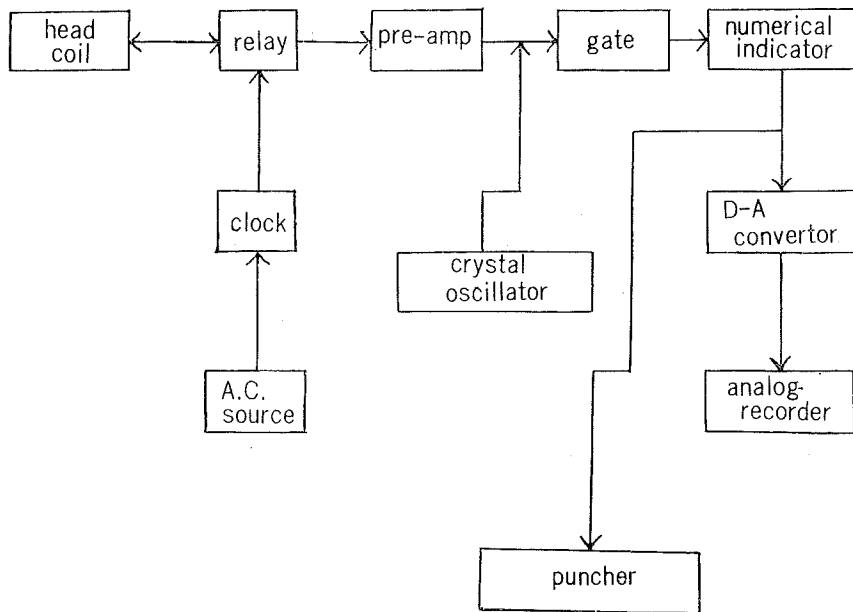 head
coil
relay
pre-amp
gate
numerical
indicator
clock
crystal
oscillator
D-A
convertor
A.C.
source
analog-
recorder
puncher